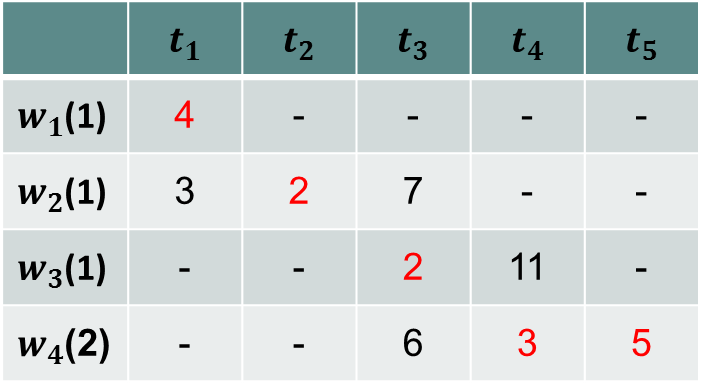 t₁ t₂ t₃ t₄ t₅
w₁(1) 4 - - - -
w₂(1) 3 2 7 - -
w₃(1) - - 2 11 -
w₄(2) - - 6 3 5